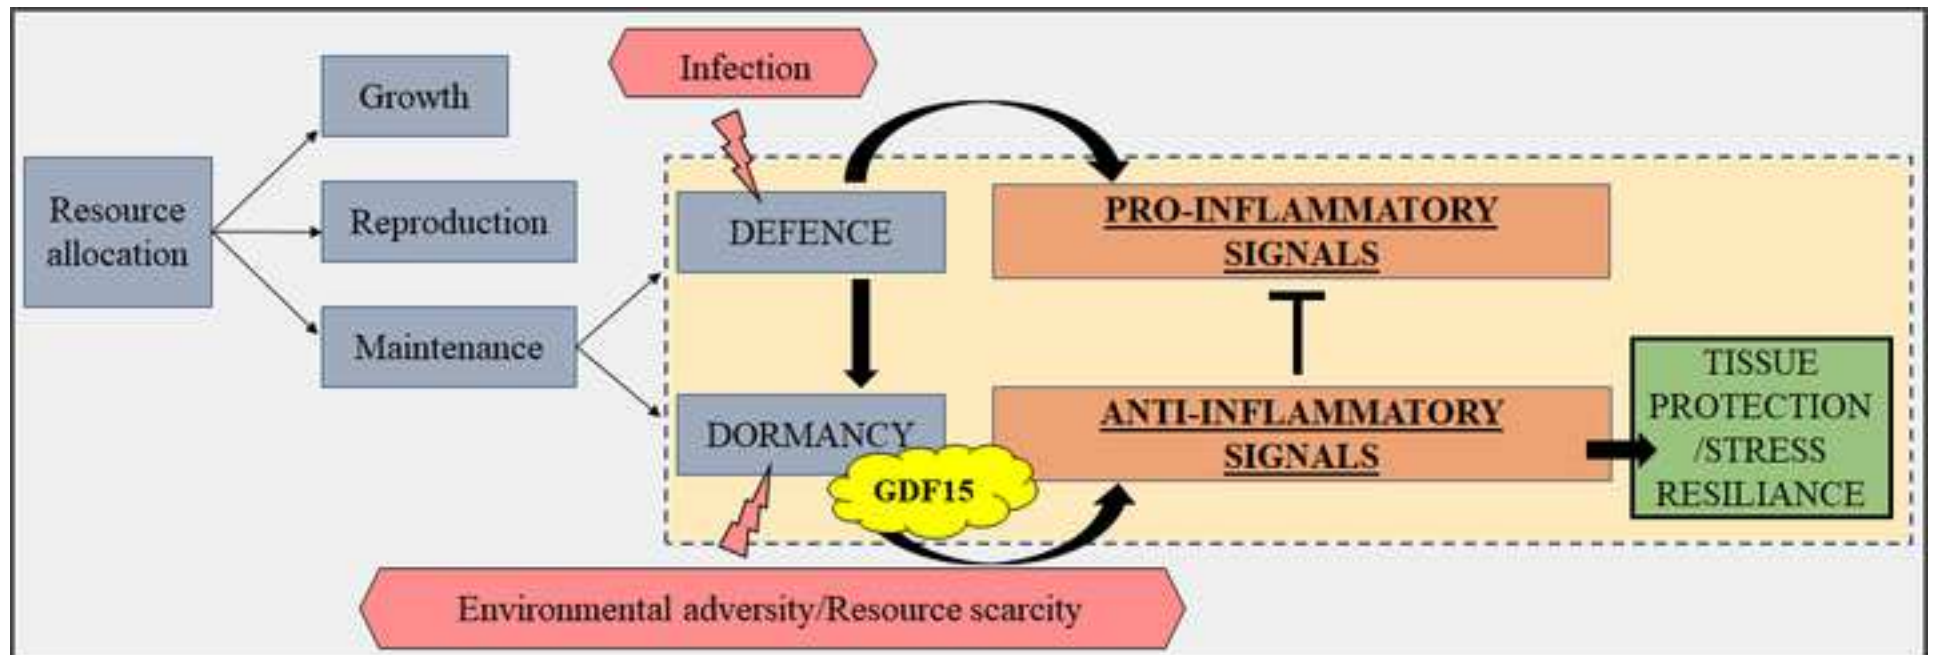 Infection
Growth
Resource
allocation
Reproduction
Maintenance
DEFENCE
PRO-INFLAMMATORY
SIGNALS
DORMANCY
GDF15
ANTI-INFLAMMATORY
SIGNALS
TISSUE
PROTECTION
/STRESS
RESILIANCE
Environmental adversity/Resource scarcity